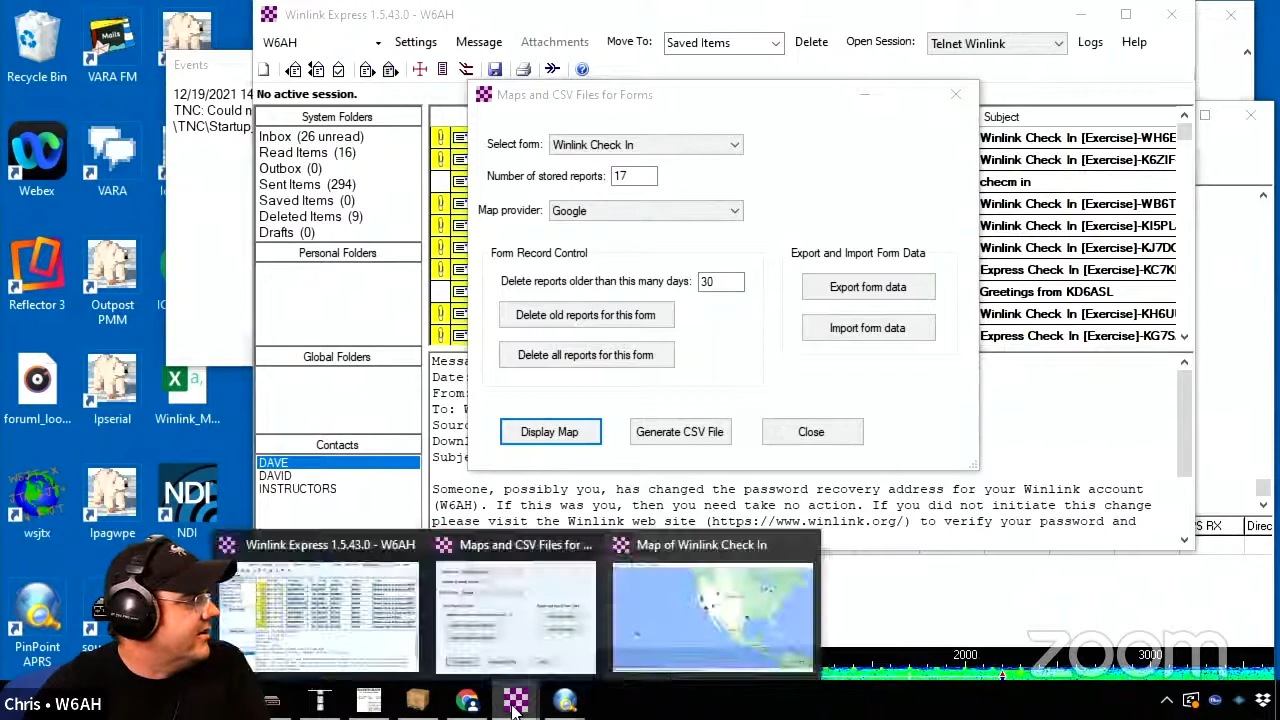 Winlink Express 1.5.43.0 - W6AH
W6AH
Settings
Message
Attachments
Move To:
Saved Items
Delete
Open Session:
Telnet Winlink
Logs
Help
No active session.
Events
12/19/2021 14
TNC: Could n
\TNC\Startup
System Folders
Inbox (26 unread)
Read Items (16)
Outbox (0)
Sent Items (294)
Saved Items (0)
Deleted Items (9)
Drafts (0)
Personal Folders
Global Folders
Contacts
DAVE
DAVID
INSTRUCTORS
Maps and CSV Files for Forms
Select form:
Winlink Check In
Number of stored reports:
17
Map provider:
Google
Form Record Control
Delete reports older than this many days:
30
Delete old reports for this form
Delete all reports for this form
Export and Import Form Data
Export form data
Import form data
Display Map
Generate CSV File
Close
Subject
Winlink Check In [Exercise]-WH6E
Winlink Check In [Exercise]-K6ZIF
checm in
Winlink Check In [Exercise]-WB6T
Winlink Check In [Exercise]-KI5PL
Winlink Check In [Exercise]-KJ7DC
Express Check In [Exercise]-KC7K
Greetings from KD6ASL
Winlink Check In [Exercise]-KH6U
Express Check In [Exercise]-KG7S
Messa
Date:
From:
To: W
Sourc
Downl
Subje
Someone, possibly you, has changed the password recovery address for your Winlink account
(W6AH). If this was you, then you need take no action. If you did not initiate this change
please visit the Winlink web site (https://www.winlink.org/) to verify your password and
S RX
Direc
Recycle Bin
VARA FM
Webex
VARA
Reflector 3
Outpost
PMM
foruml_loo...
Ipserial
Winlink_M...
wsjtx
Ipagwpe
NDI
NDI
PinPoint
APRS
Mails
Winlink Express 1.5.43.0 - W6AH
Maps and CSV Files for ...
Map of Winlink Check In
2000
3000
zoom
Chris • W6AH